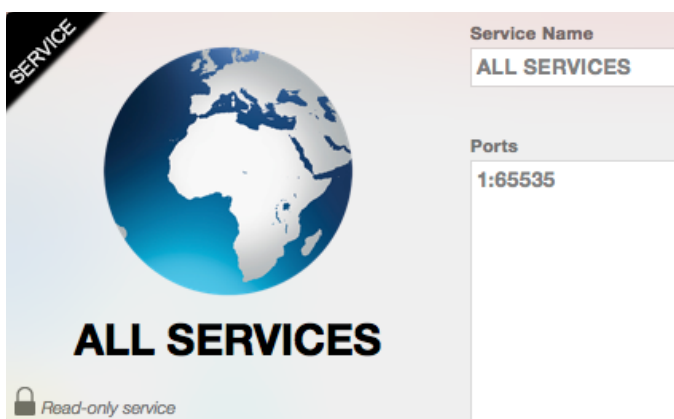 SERVICE
ALL SERVICES
Read-only service
Service Name
ALL SERVICES
Ports
1:65535